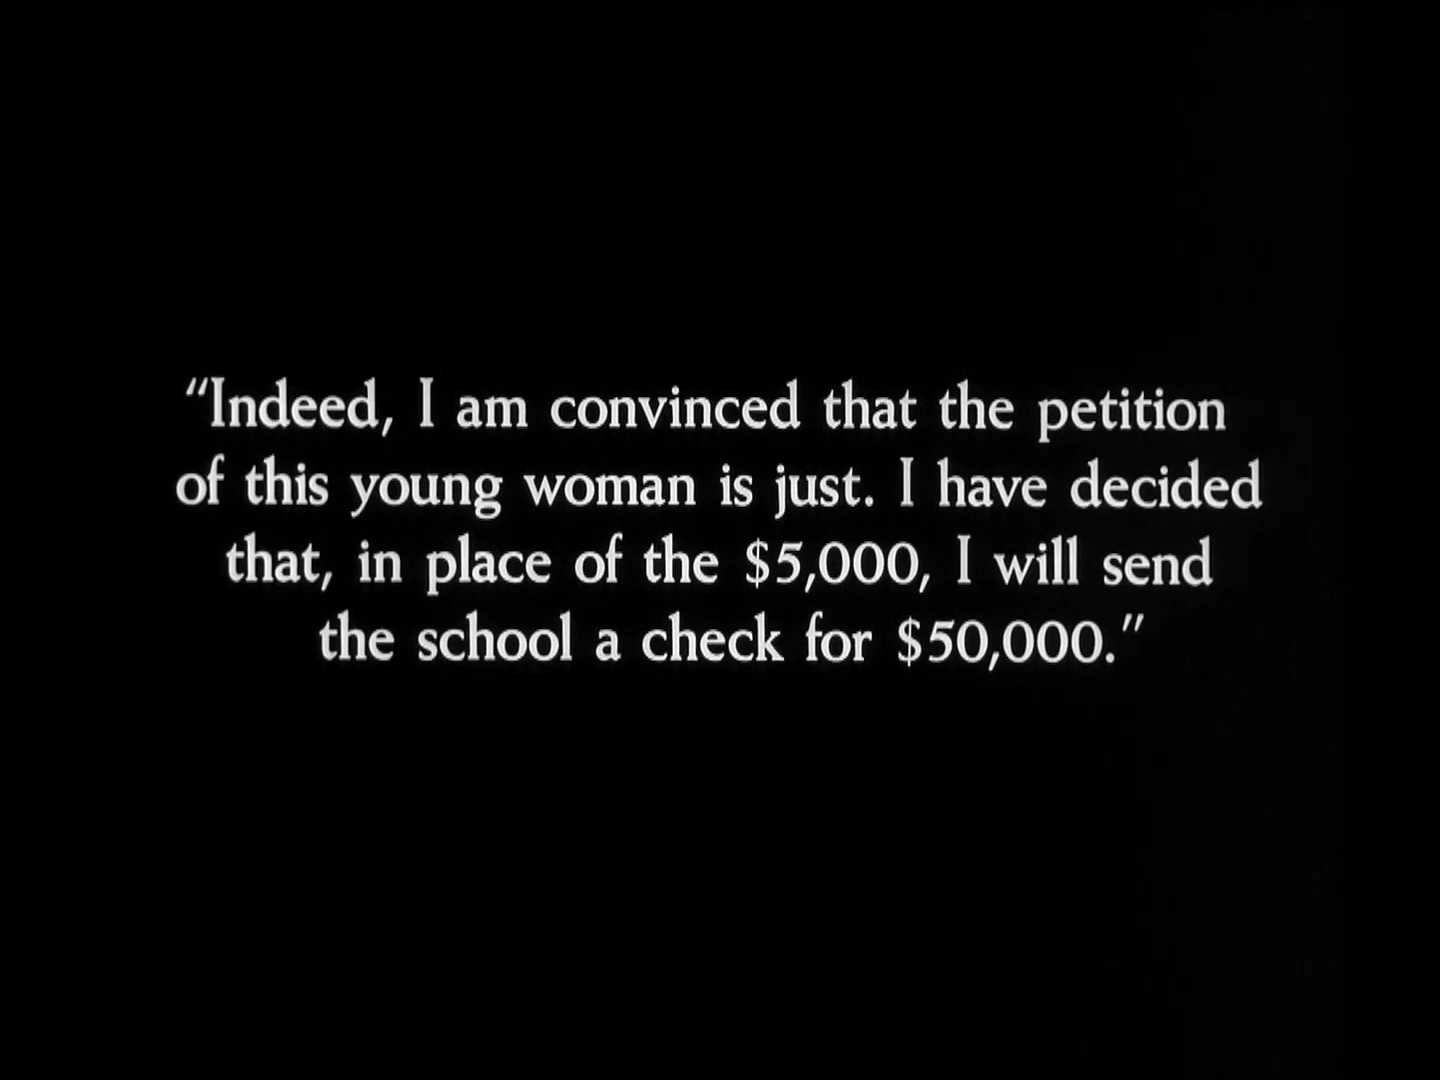 “Indeed, I am convinced that the petition
of this young woman is just. I have decided
that, in place of the $5,000, I will send
the school a check for $50,000.”